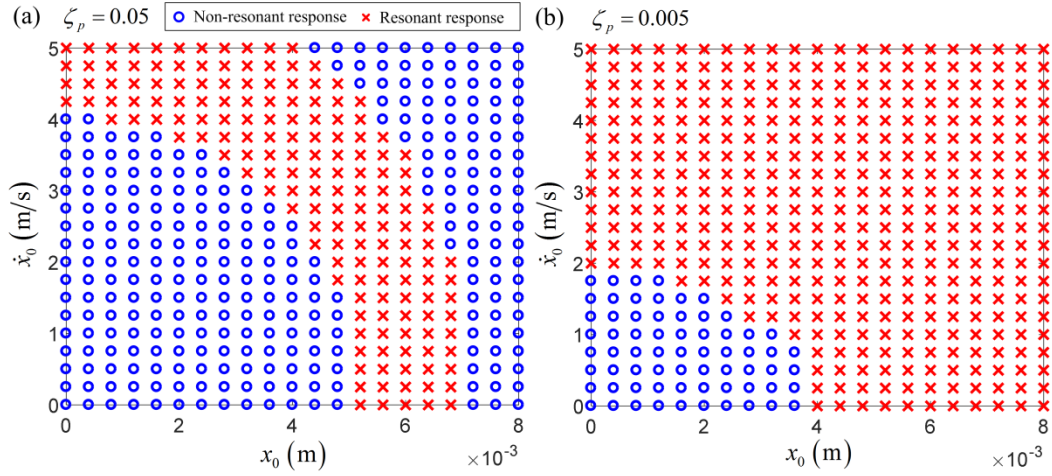 (a) ζp = 0.05
Non-resonant response
Resonant response
5
4
3
2
1
0
ẋ0 (m/s)
0 2 4 6 8
x0 (m)
×10-3
(b) ζp = 0.005
5
4
3
2
1
0
ẋ0 (m/s)
0 2 4 6 8
x0 (m)
×10-3